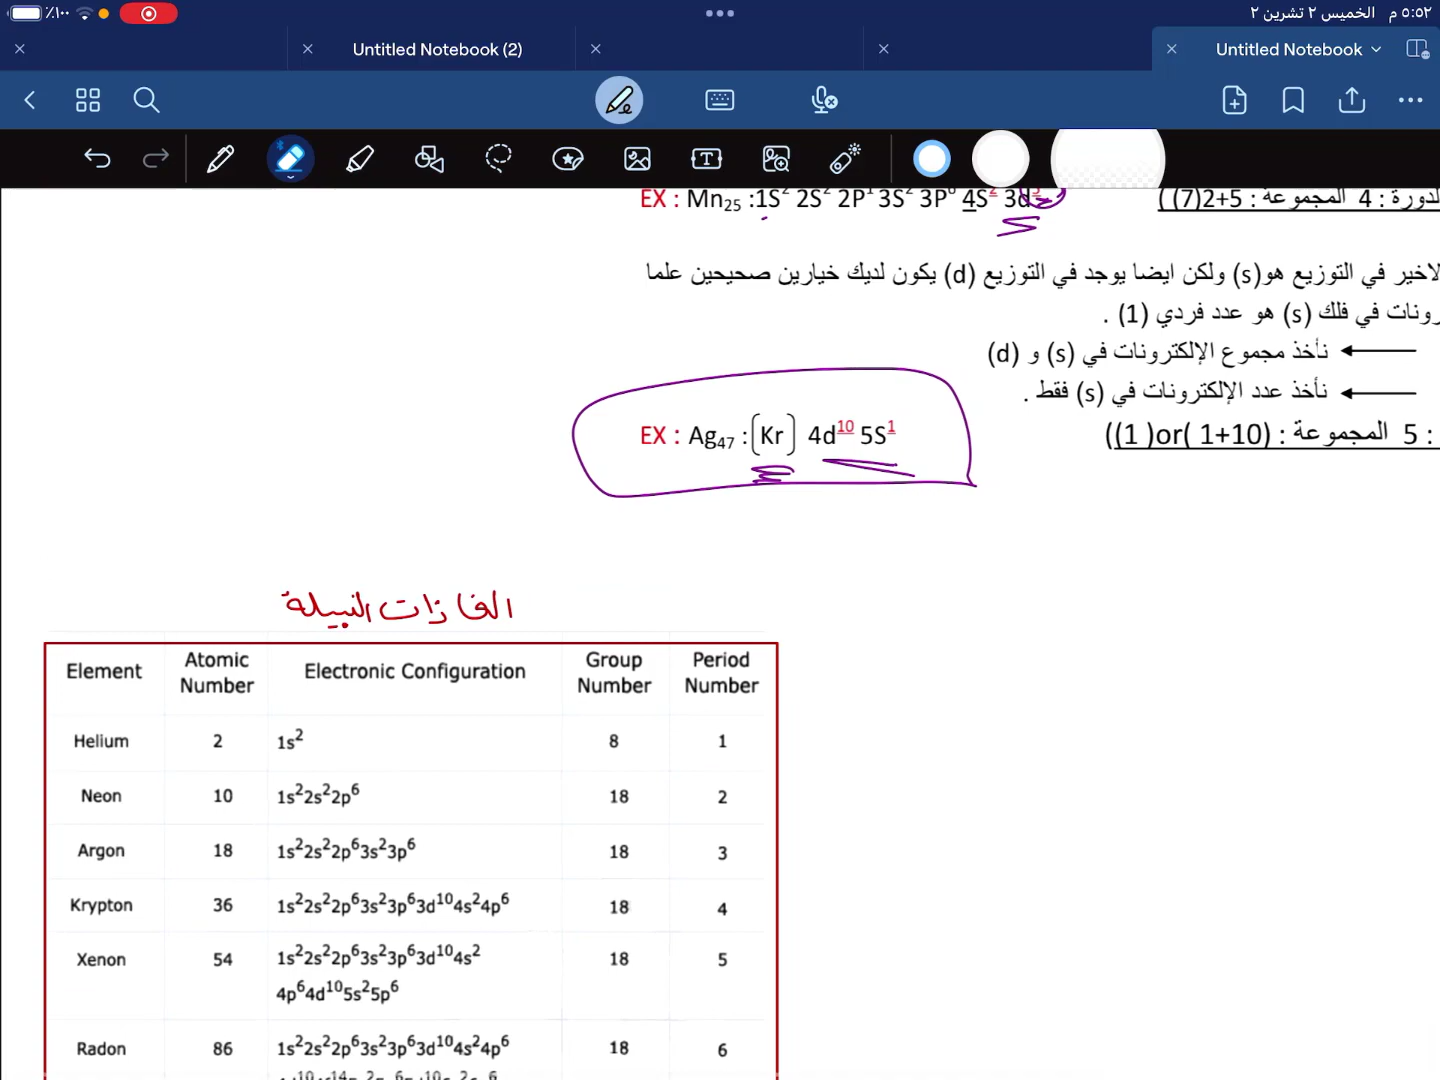 ٥:٥٢ م الخميس ٢ تشرين ٢
٪١٠٠
Untitled Notebook (2)
Untitled Notebook
EX : Mn25 :1S² 2S² 2P¹ 3S² 3P⁶ 4S² 3d⁵
لدورة : 4 المجموعة : 5+2(7) )
لاخير في التوزيع هو(s) ولكن ايضا يوجد في التوزيع (d) يكون لديك خيارين صحيحين علما
رونات في فلك (s) هو عدد فردي (1) .
نأخذ مجموع الإلكترونات في (s) و (d)
نأخذ عدد الإلكترونات في (s) فقط .
EX : Ag47 :[Kr] 4d¹⁰ 5S¹
: 5 المجموعة : (10+1 )or( 1))
الغازات النبيلة
Element Atomic Number Electronic Configuration Group Number Period Number
Helium 2 1s² 8 1
Neon 10 1s²2s²2p⁶ 18 2
Argon 18 1s²2s²2p⁶3s²3p⁶ 18 3
Krypton 36 1s²2s²2p⁶3s²3p⁶3d¹⁰4s²4p⁶ 18 4
Xenon 54 1s²2s²2p⁶3s²3p⁶3d¹⁰4s² 18 5
4p⁶4d¹⁰5s²5p⁶
Radon 86 1s²2s²2p⁶3s²3p⁶3d¹⁰4s²4p⁶ 18 6